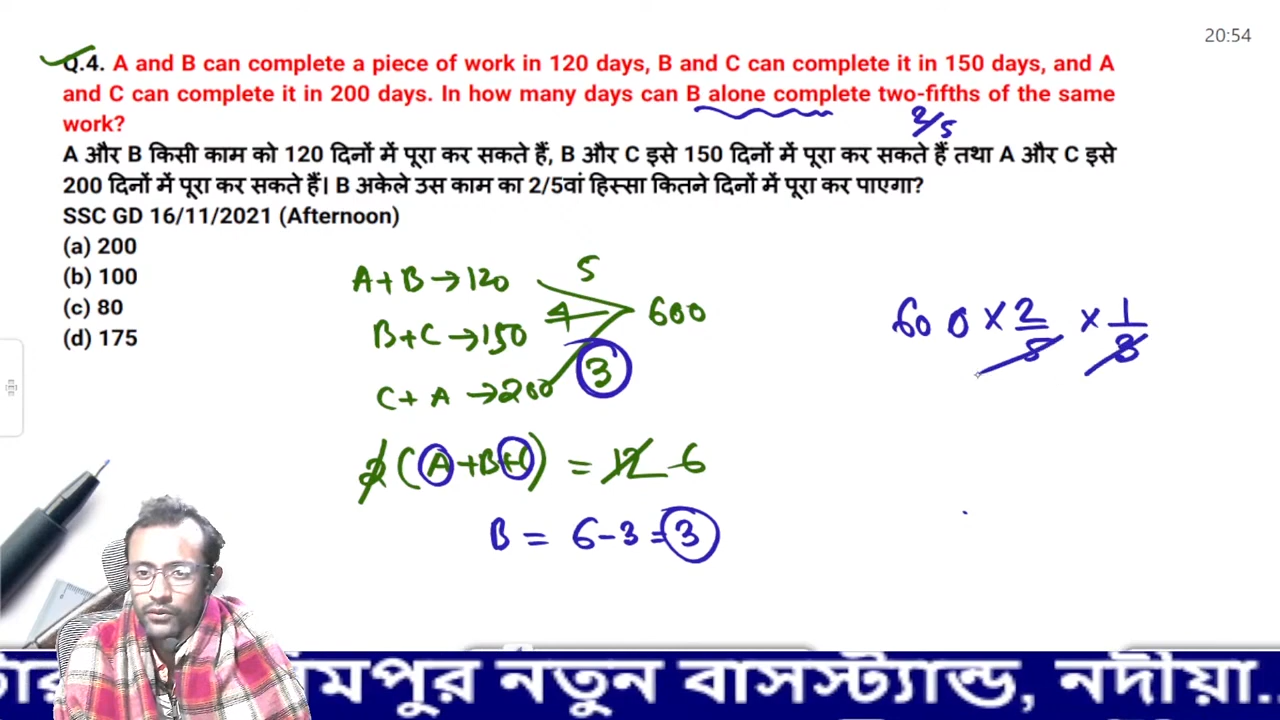 20:54
Q.4. A and B can complete a piece of work in 120 days, B and C can complete it in 150 days, and A
and C can complete it in 200 days. In how many days can B alone complete two-fifths of the same
work?
2/5
A और B किसी काम को 120 दिनों में पूरा कर सकते हैं, B और C इसे 150 दिनों में पूरा कर सकते हैं तथा A और C इसे
200 दिनों में पूरा कर सकते हैं। B अकेले उस काम का 2/5वां हिस्सा कितने दिनों में पूरा कर पाएगा?
SSC GD 16/11/2021 (Afternoon)
(a) 200
(b) 100
(c) 80
(d) 175
A+B→120 5
B+C→150 4 600
C+A→200 3
2(A+B+C) = 12 6
B = 6-3 = 3
600 × 2/5 × 1/3
পুর নতুন বাসস্ট্যান্ড, নদীয়া..